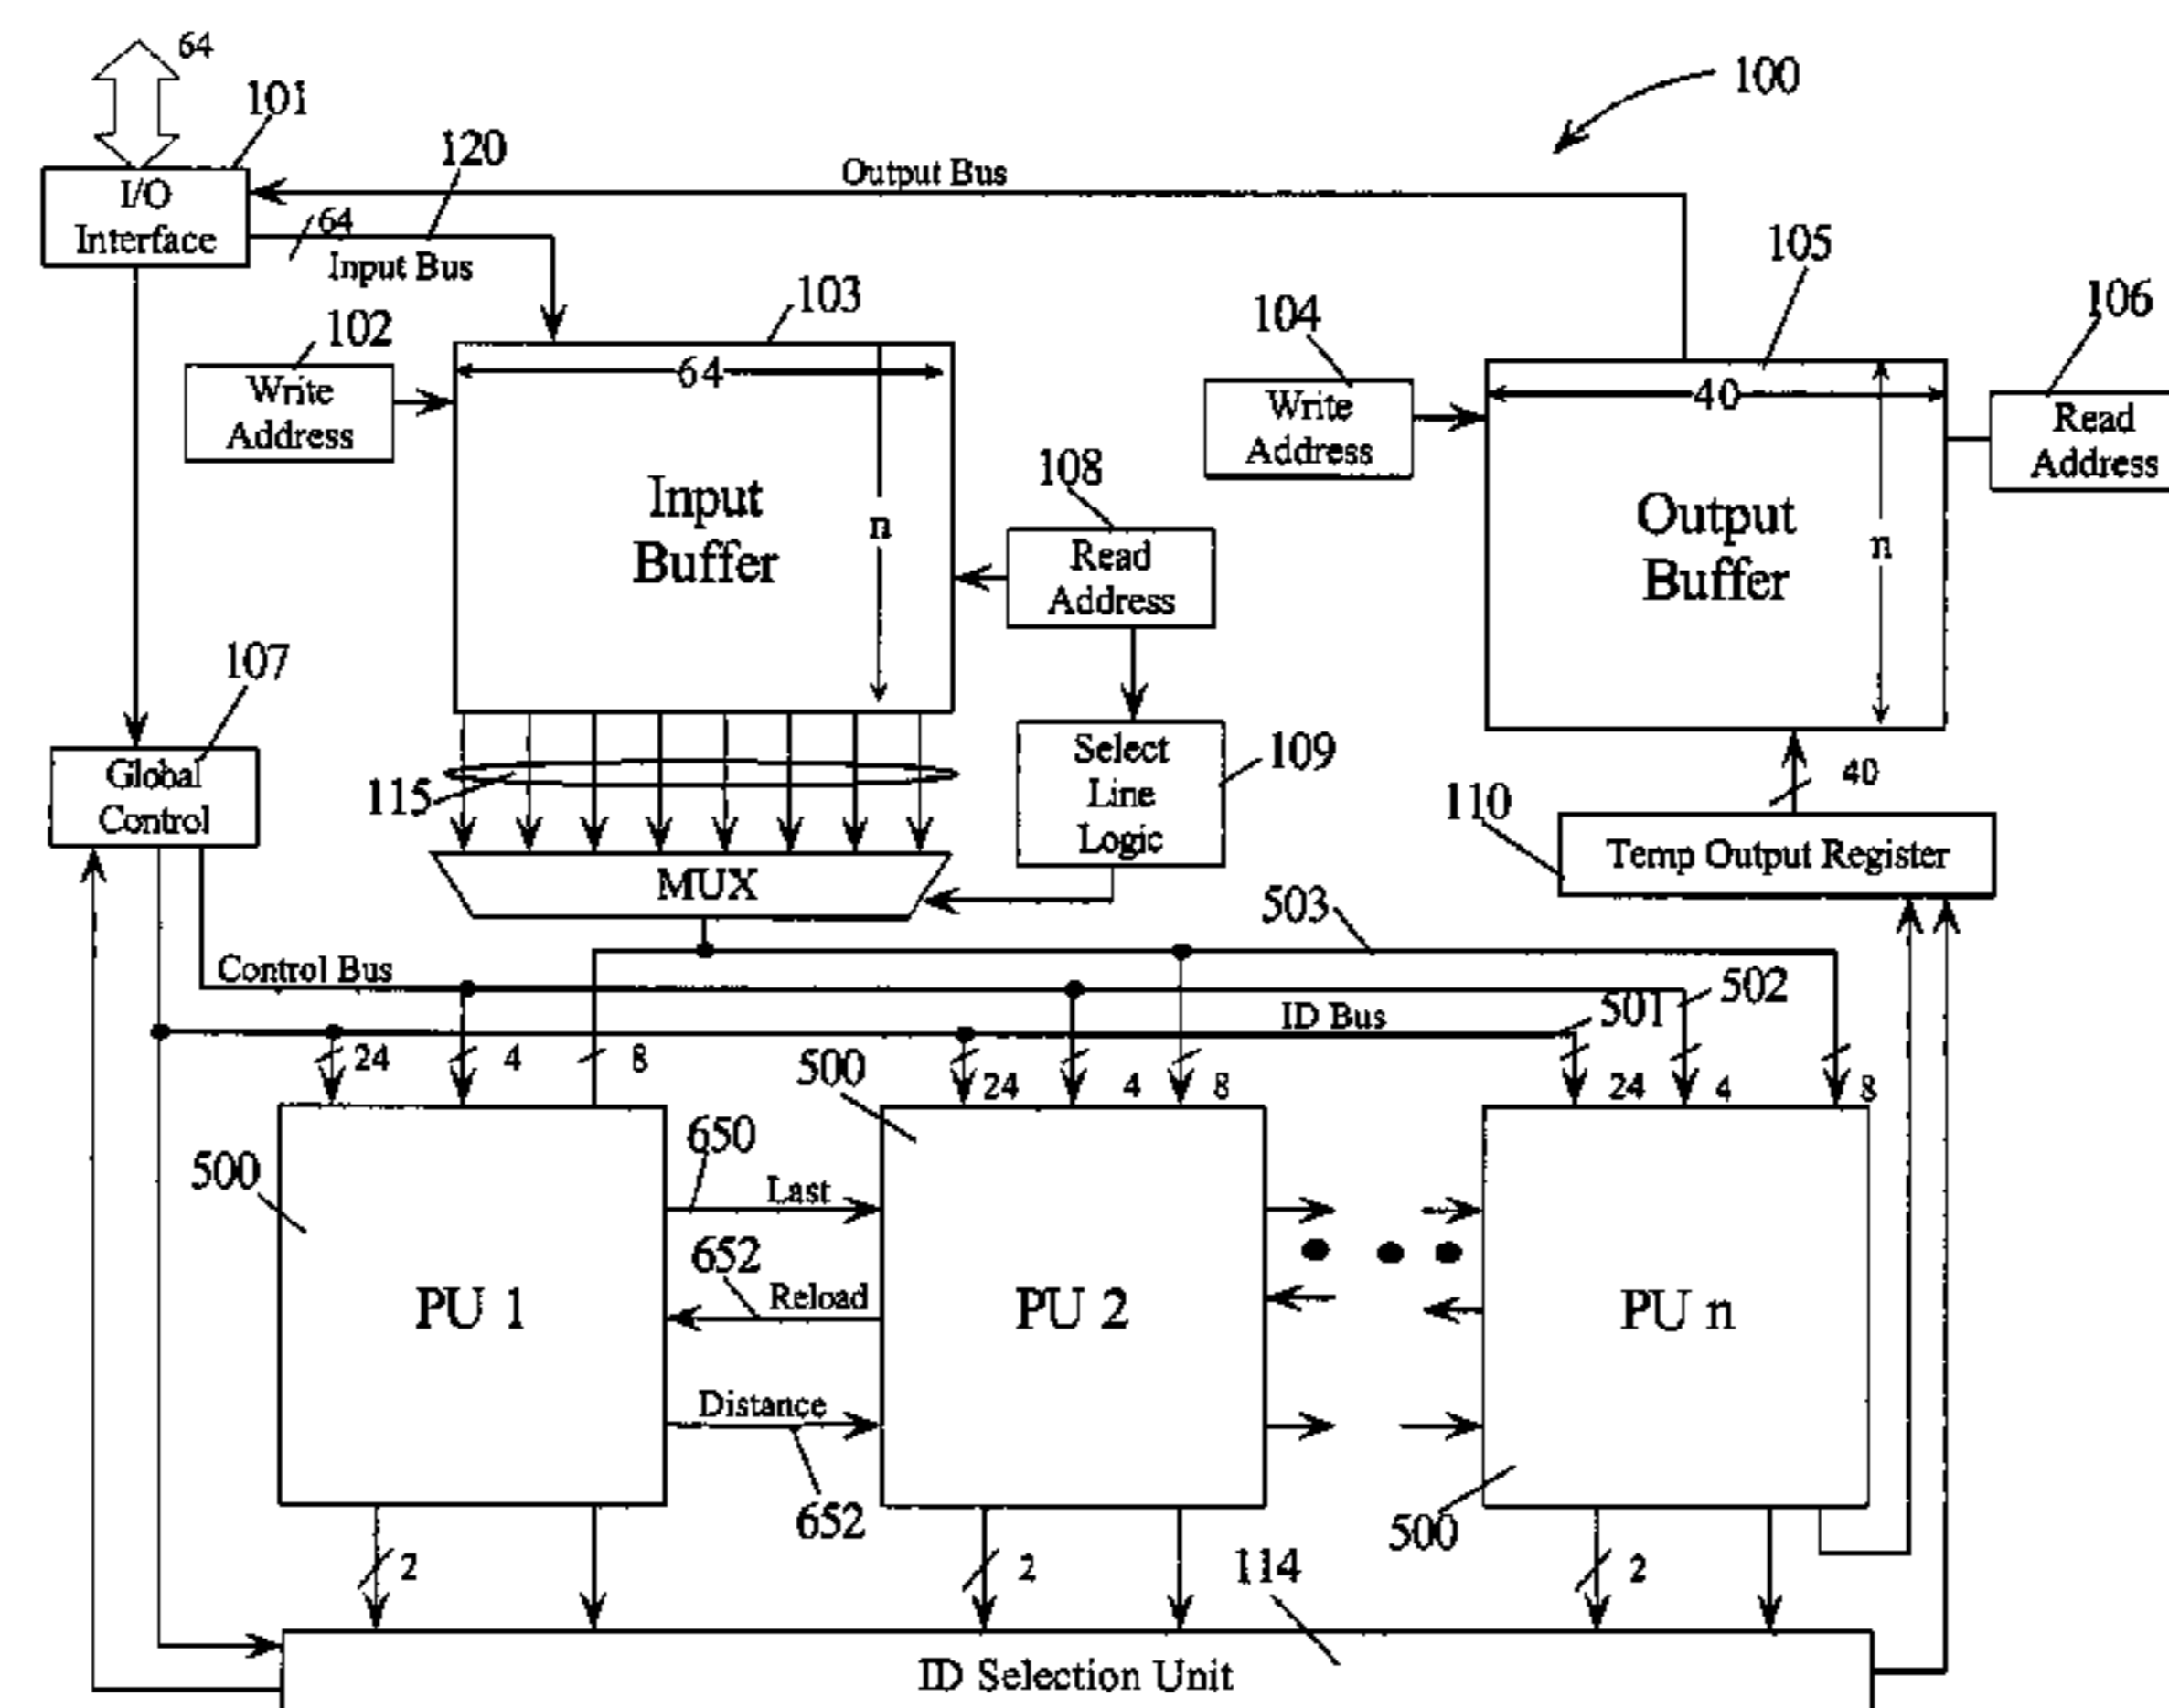 64
101
100
120
Output Bus
I/O
Interface
64
Input Bus
105
103
106
102
104
Write
Address
64
40
Write
Address
Read
Address
108
Input
Buffer
n
Read
Address
Output
Buffer
n
107
Select
Line
Logic
109
Global
Control
115
40
110
MUX
Temp Output Register
503
Control Bus
502
501
ID Bus
24
4
8
500
24
4
8
24
4
8
650
500
Last
652
Reload
PU 1
PU 2
PU n
Distance
652
500
114
2
2
2
ID Selection Unit